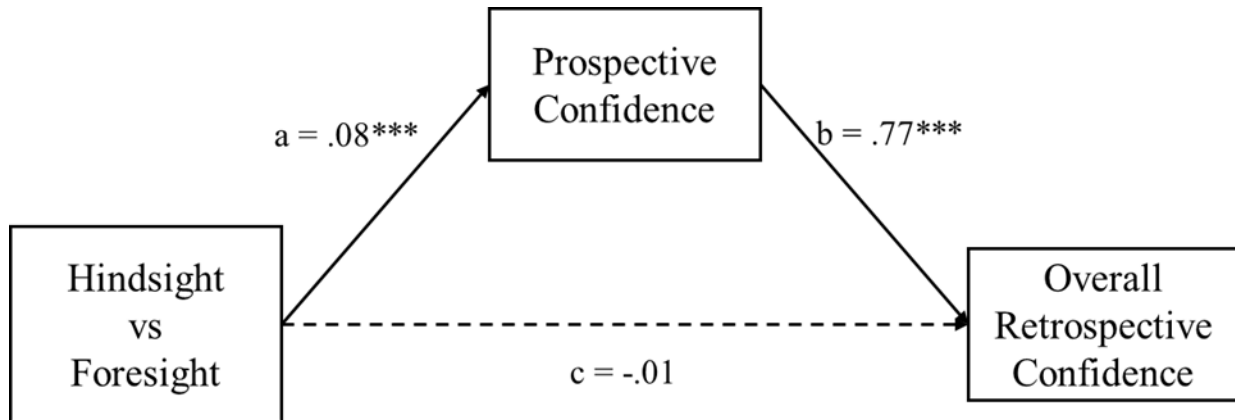 Prospective
Confidence
a = .08***
b = .77***
Hindsight
vs
Foresight
Overall
Retrospective
Confidence
c = -.01